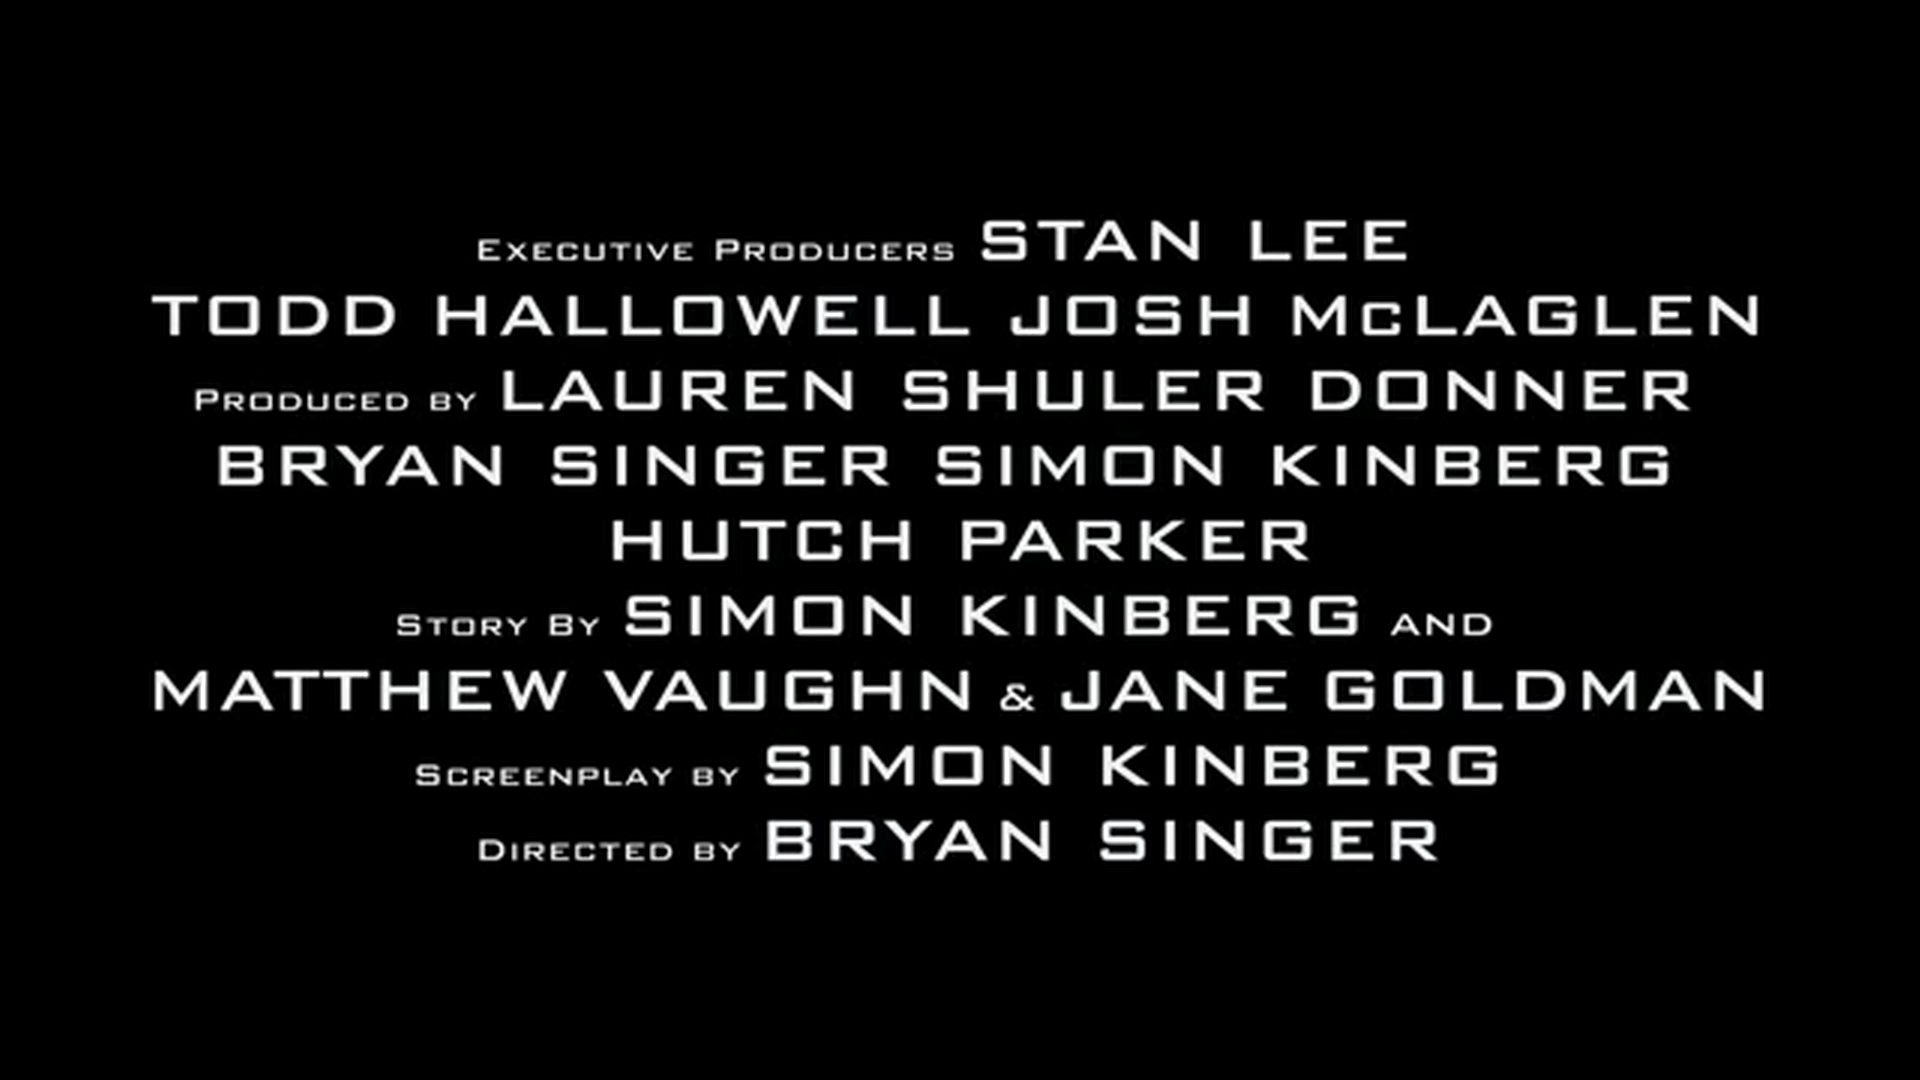 Executive Producers STAN LEE
TODD HALLOWELL JOSH McLAGLEN
Produced by LAUREN SHULER DONNER
BRYAN SINGER SIMON KINBERG
HUTCH PARKER
Story By SIMON KINBERG and
MATTHEW VAUGHN & JANE GOLDMAN
Screenplay by SIMON KINBERG
Directed by BRYAN SINGER